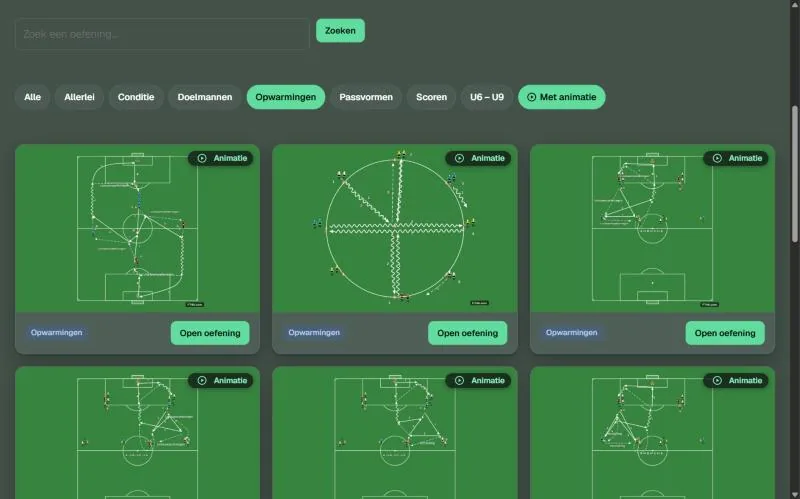 Zoek een oefening...
Zoeken
Alle
Allerlei
Conditie
Doelmannen
Opwarmingen
Passvormen
Scoren
U6 – U9
Met animatie
Animatie
Animatie
Animatie
Opwarmingen
Open oefening
Opwarmingen
Open oefening
Opwarmingen
Open oefening
Animatie
Animatie
Animatie